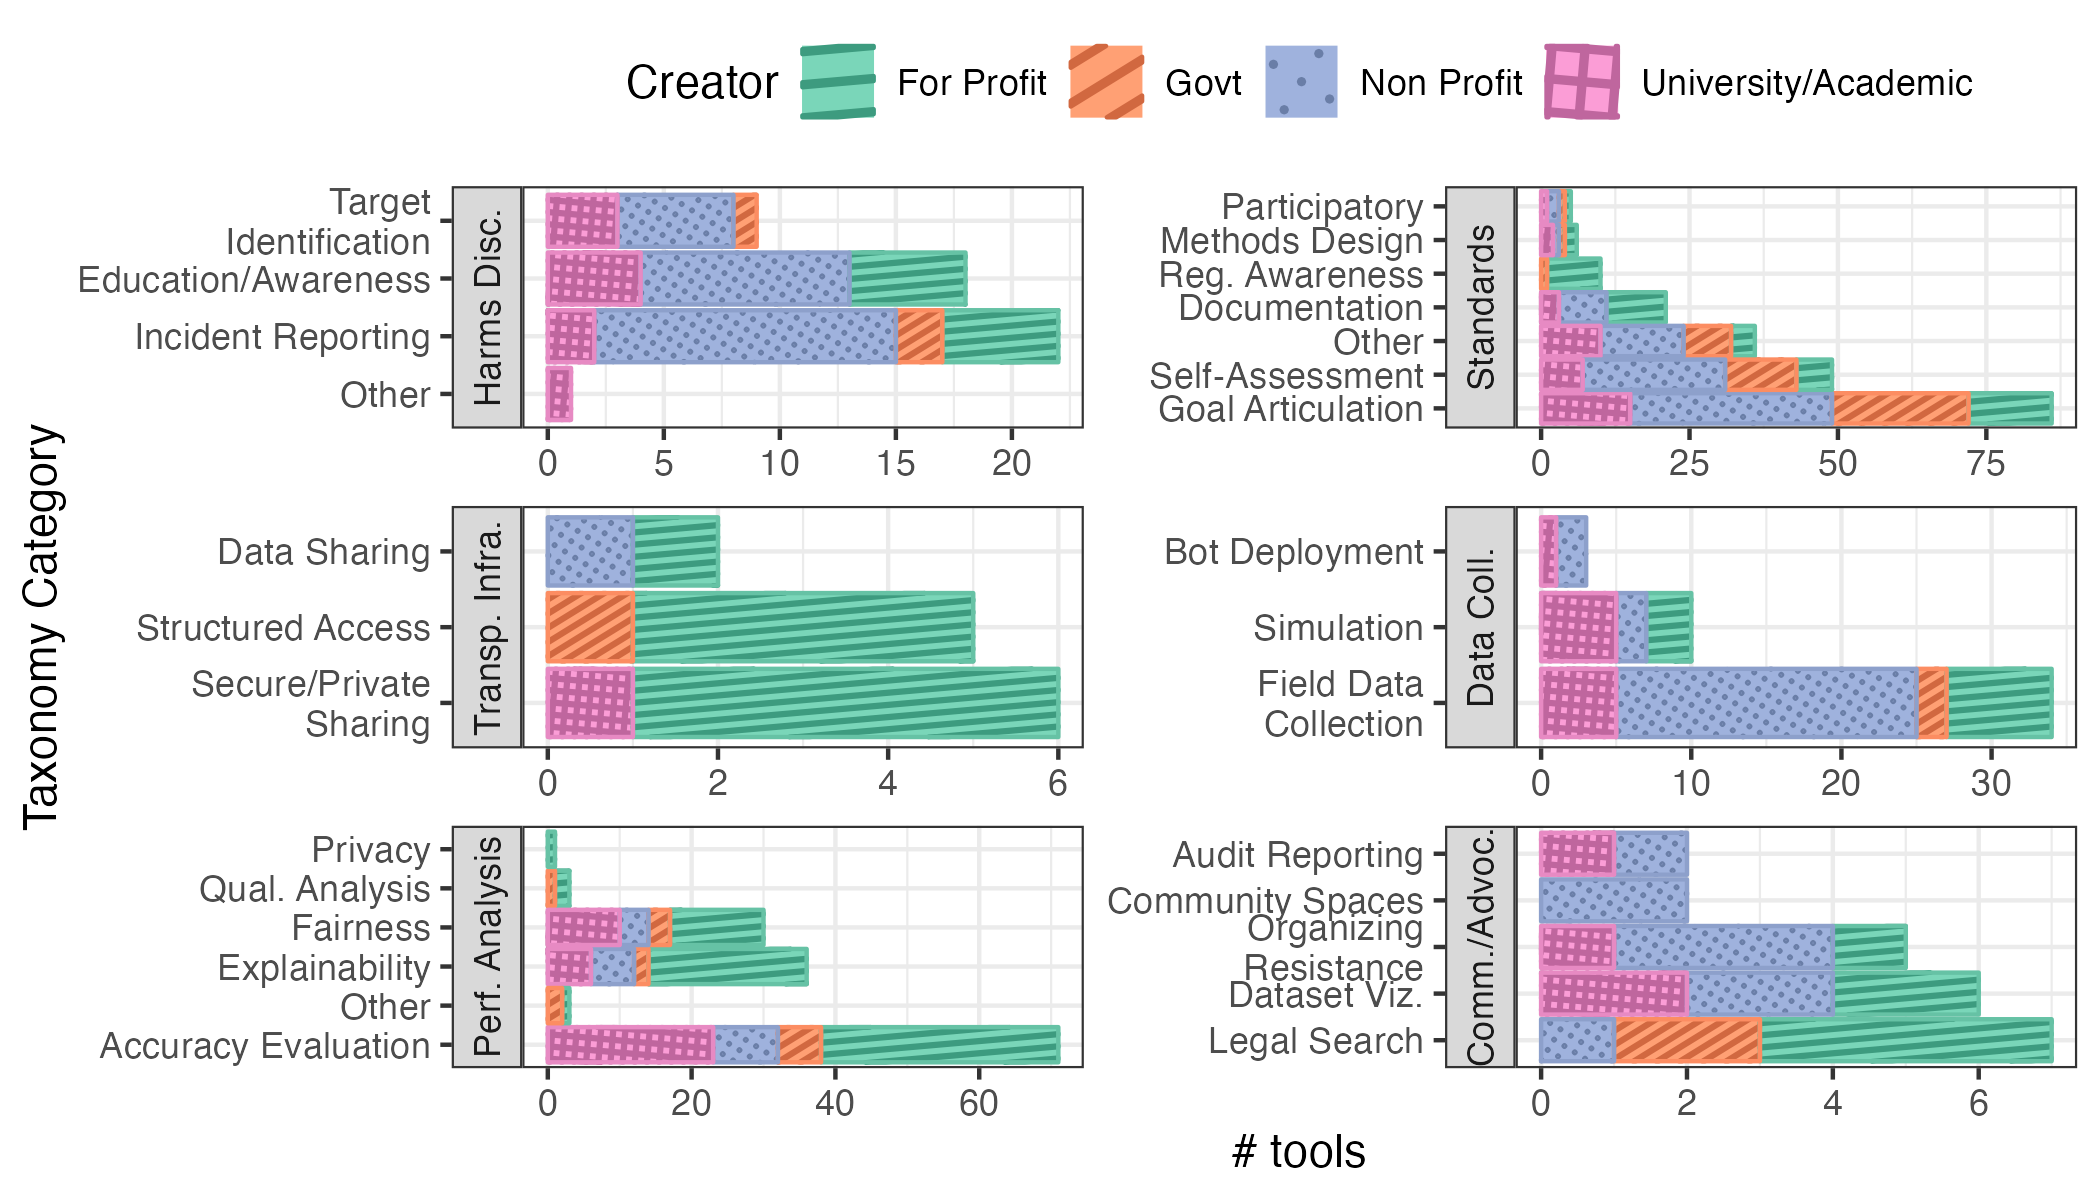 Creator For Profit Govt Non Profit University/Academic
Taxonomy Category
Harms Disc.
Target
Identification
Education/Awareness
Incident Reporting
Other
0 5 10 15 20
Standards
Participatory
Methods Design
Reg. Awareness
Documentation
Other
Self-Assessment
Goal Articulation
0 25 50 75
Transp. Infra.
Data Sharing
Structured Access
Secure/Private
Sharing
0 2 4 6
Data Coll.
Bot Deployment
Simulation
Field Data
Collection
0 10 20 30
Perf. Analysis
Privacy
Qual. Analysis
Fairness
Explainability
Other
Accuracy Evaluation
0 20 40 60
Comm./Advoc.
Audit Reporting
Community Spaces
Organizing
Resistance
Dataset Viz.
Legal Search
0 2 4 6
# tools